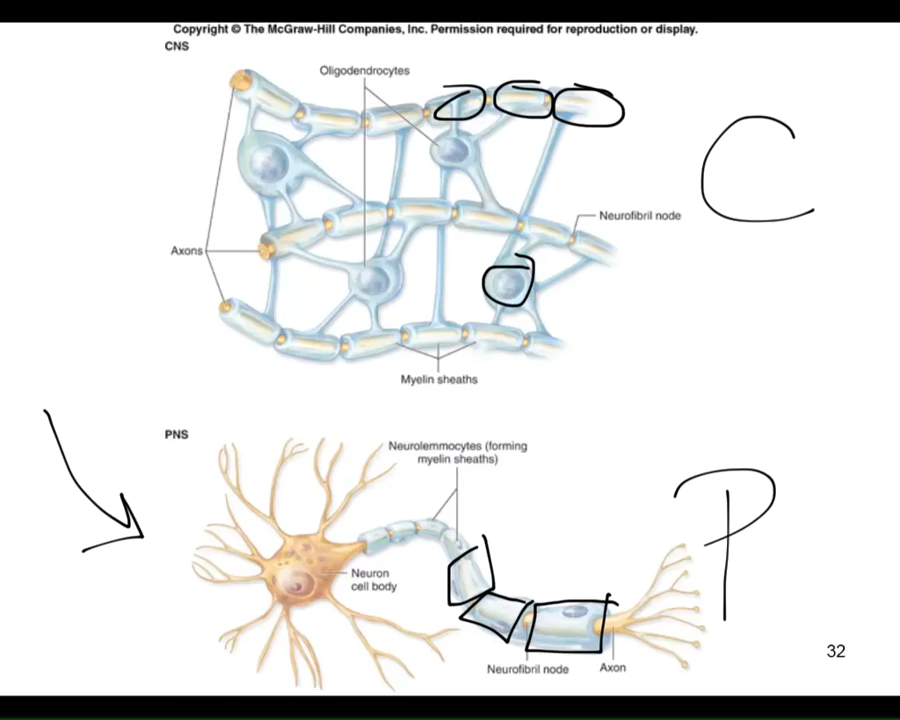 Copyright © The McGraw-Hill Companies, Inc. Permission required for reproduction or display.
CNS
Oligodendrocytes
C
Neurofibril node
Axons
Myelin sheaths
PNS
Neurolemmocytes (forming
myelin sheaths)
P
Neuron
cell body
32
Neurofibril node
Axon